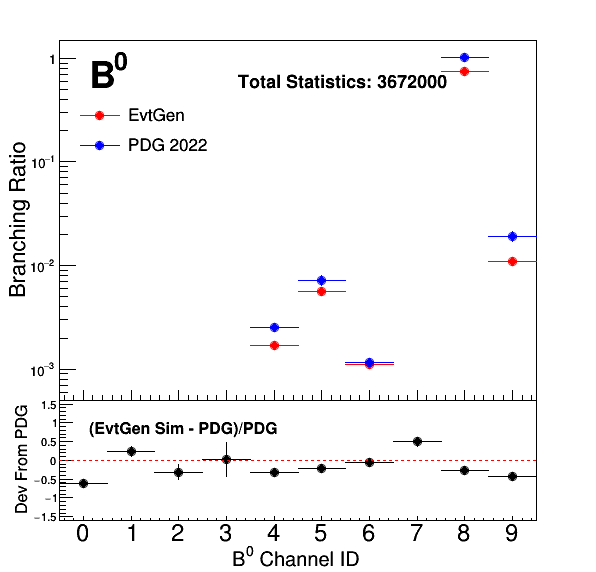 B0
Total Statistics: 3672000
EvtGen
PDG 2022
Branching Ratio
1
10−1
10−2
10−3
(EvtGen Sim - PDG)/PDG
Dev From PDG
1.5
1
0.5
0
−0.5
−1
−1.5
0 1 2 3 4 5 6 7 8 9
B0 Channel ID